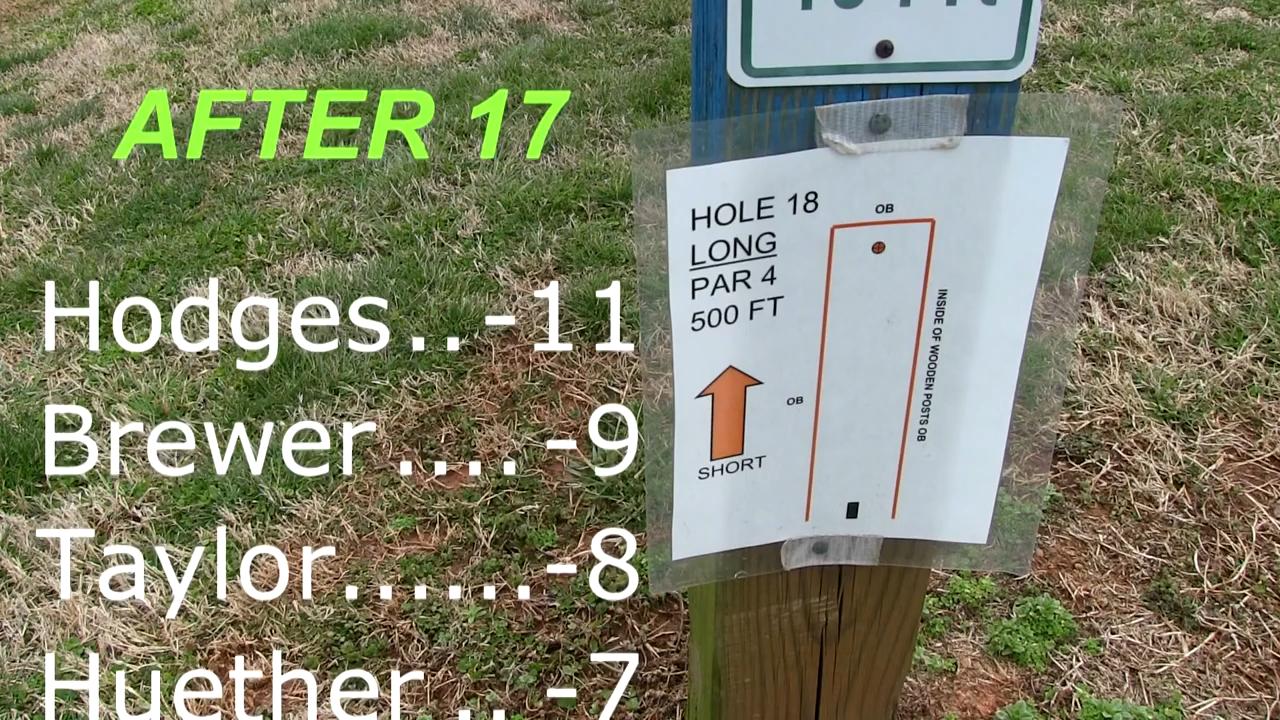 AFTER 17
Hodges .. -11
Brewer .... -9
Taylor...... -8
Huether .. -7
HOLE 18
LONG
PAR 4
500 FT
OB
OB
INSIDE OF WOODEN POSTS OB
SHORT